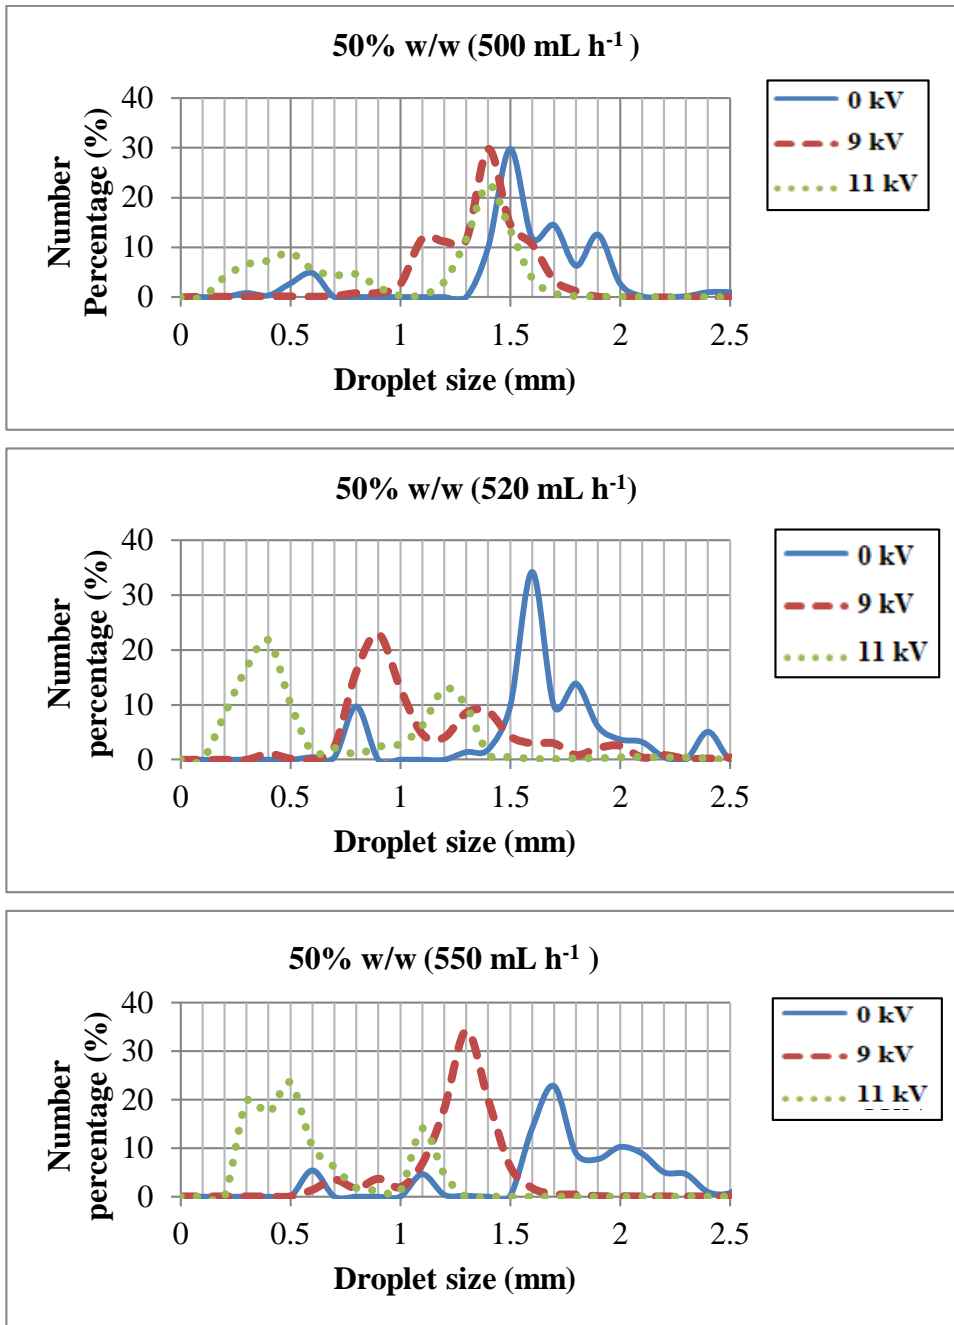 50% w/w (500 mL h-1 )
Number
Percentage (%)
40
30
20
10
0
0 0.5 1 1.5 2 2.5
Droplet size (mm)
0 kV
9 kV
11 kV
50% w/w (520 mL h-1)
Number
percentage (%)
40
30
20
10
0
0 0.5 1 1.5 2 2.5
Droplet size (mm)
0 kV
9 kV
11 kV
50% w/w (550 mL h-1 )
Number
percentage (%)
40
30
20
10
0
0 0.5 1 1.5 2 2.5
Droplet size (mm)
0 kV
9 kV
11 kV